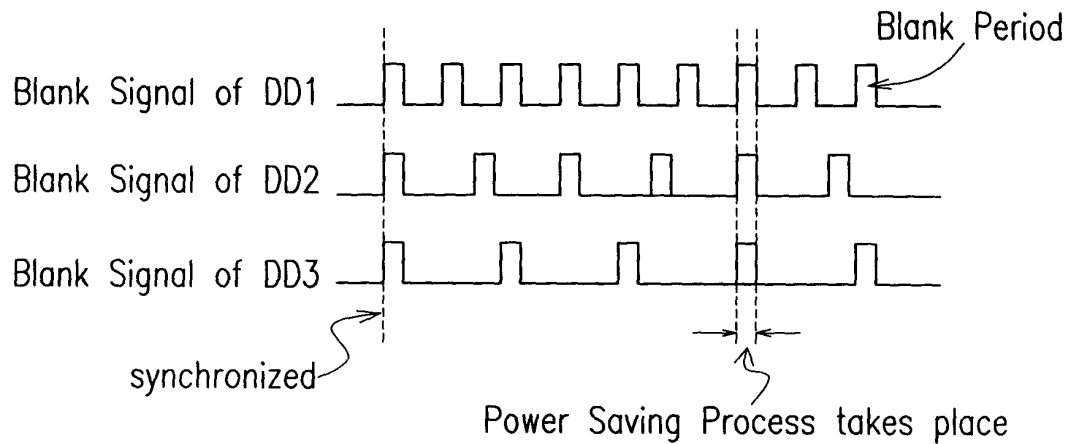 Blank Period
Blank Signal of DD1
Blank Signal of DD2
Blank Signal of DD3
synchronized
Power Saving Process takes place